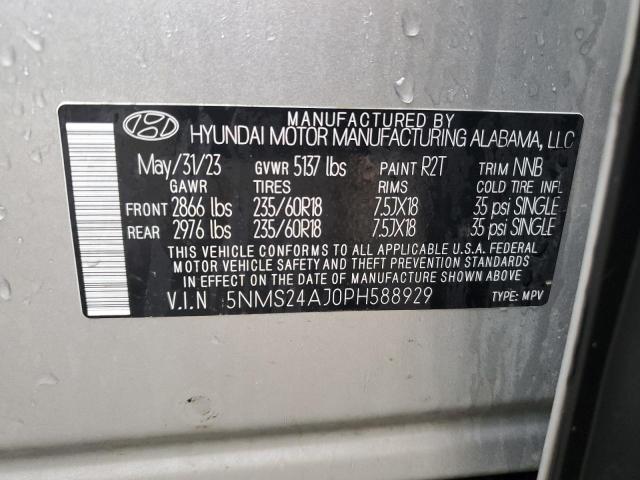 MANUFACTURED BY
HYUNDAI MOTOR MANUFACTURING ALABAMA, LLC
May/31/23 GVWR 5137 lbs PAINT R2T TRIM NNB
GAWR TIRES RIMS COLD TIRE INFL
FRONT 2866 lbs 235/60R18 7.5JX18 35 psi SINGLE
REAR 2976 lbs 235/60R18 7.5JX18 35 psi SINGLE
THIS VEHICLE CONFORMS TO ALL APPLICABLE U.S.A. FEDERAL
MOTOR VEHICLE SAFETY AND THEFT PREVENTION STANDARDS
IN EFFECT ON THE DATE OF MANUFACTURE SHOWN ABOVE.
V.I.N 5NMS24AJ0PH588929 TYPE: MPV